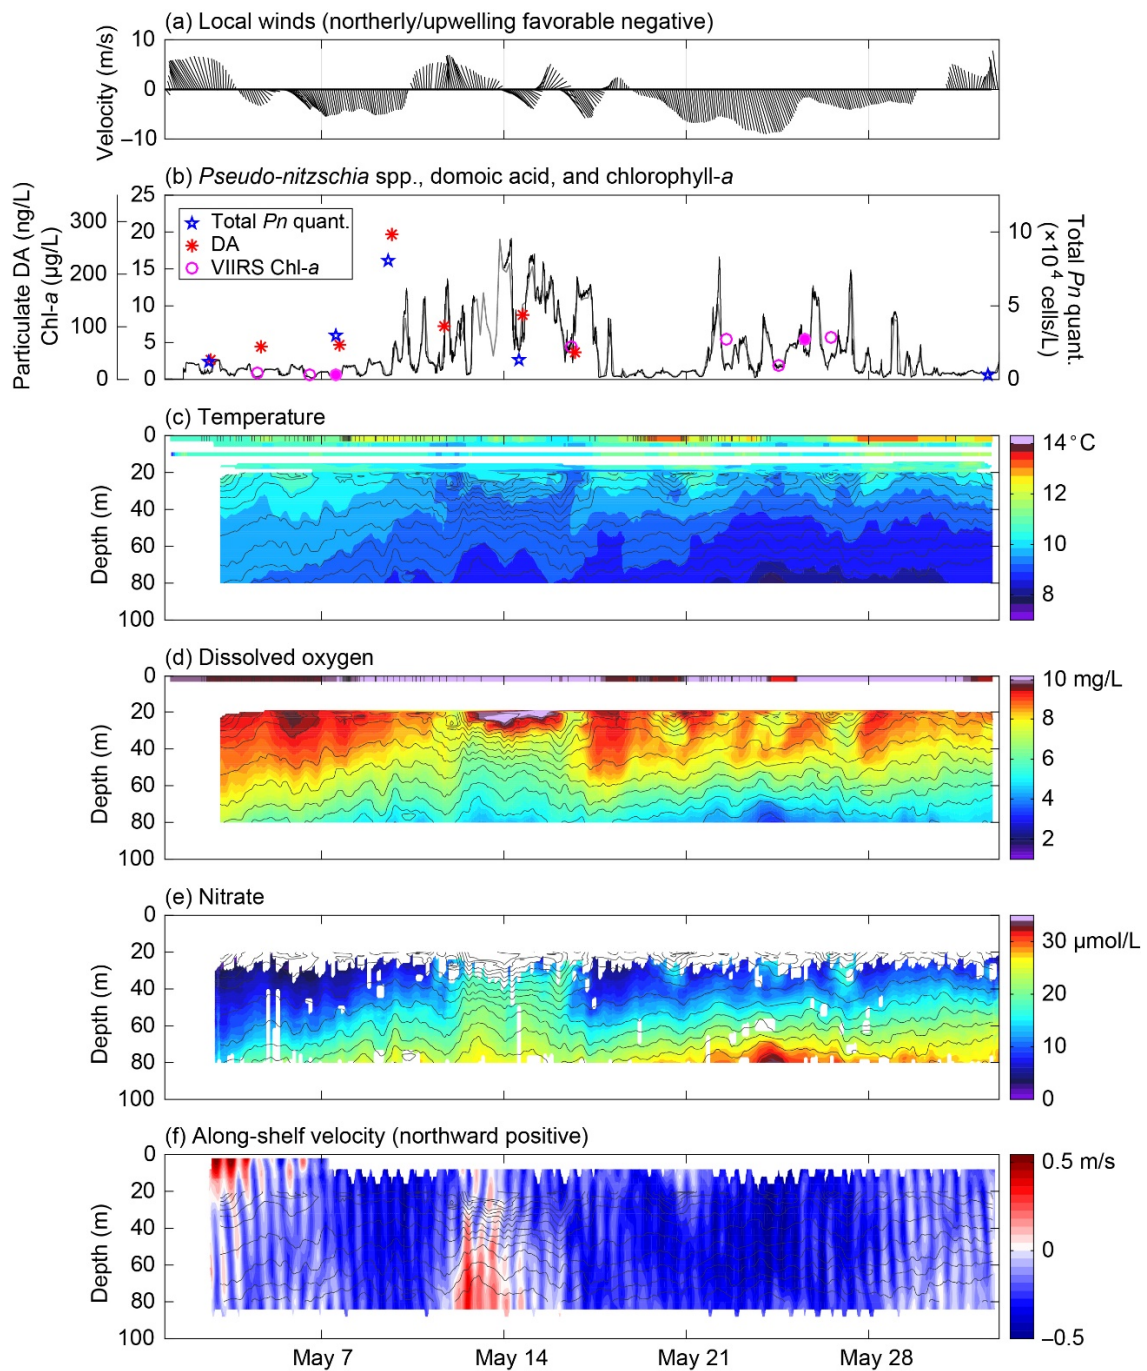 (a) Local winds (northerly/upwelling favorable negative)
Velocity (m/s)
10
0
−10
(b) Pseudo-nitzschia spp., domoic acid, and chlorophyll-a
Particulate DA (ng/L)
Chl-a (µg/L)
300
200
100
0
25
20
15
10
5
0
Total Pn quant.
DA
VIIRS Chl-a
10
5
0
Total Pn quant.
(×10⁴ cells/L)
(c) Temperature
Depth (m)
0
20
40
60
80
100
14°C
12
10
8
(d) Dissolved oxygen
Depth (m)
0
20
40
60
80
100
10 mg/L
8
6
4
2
(e) Nitrate
Depth (m)
0
20
40
60
80
100
30 µmol/L
20
10
0
(f) Along-shelf velocity (northward positive)
Depth (m)
0
20
40
60
80
100
0.5 m/s
0
−0.5
May 7 May 14 May 21 May 28